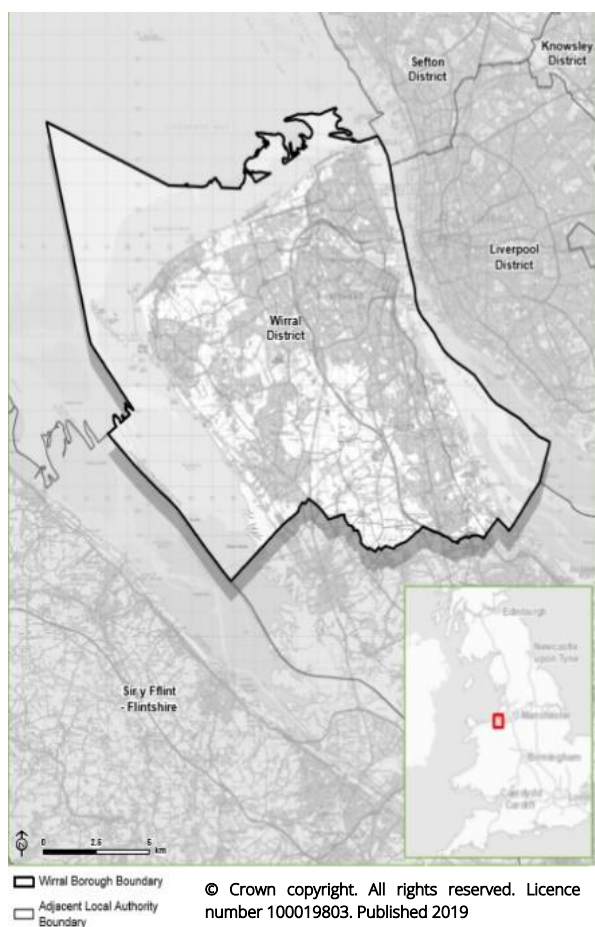 Knowsley
District
Sefton
District
Liverpool
District
Wirral
District
Sir y Fflint
- Flintshire
Edinburgh
Newcastle
upon Tyne
Manchester
Birmingham
Caerdydd
Cardiff
0 2.5 5
km
Wirral Borough Boundary
Adjacent Local Authority
Boundary
© Crown copyright. All rights reserved. Licence
number 100019803. Published 2019